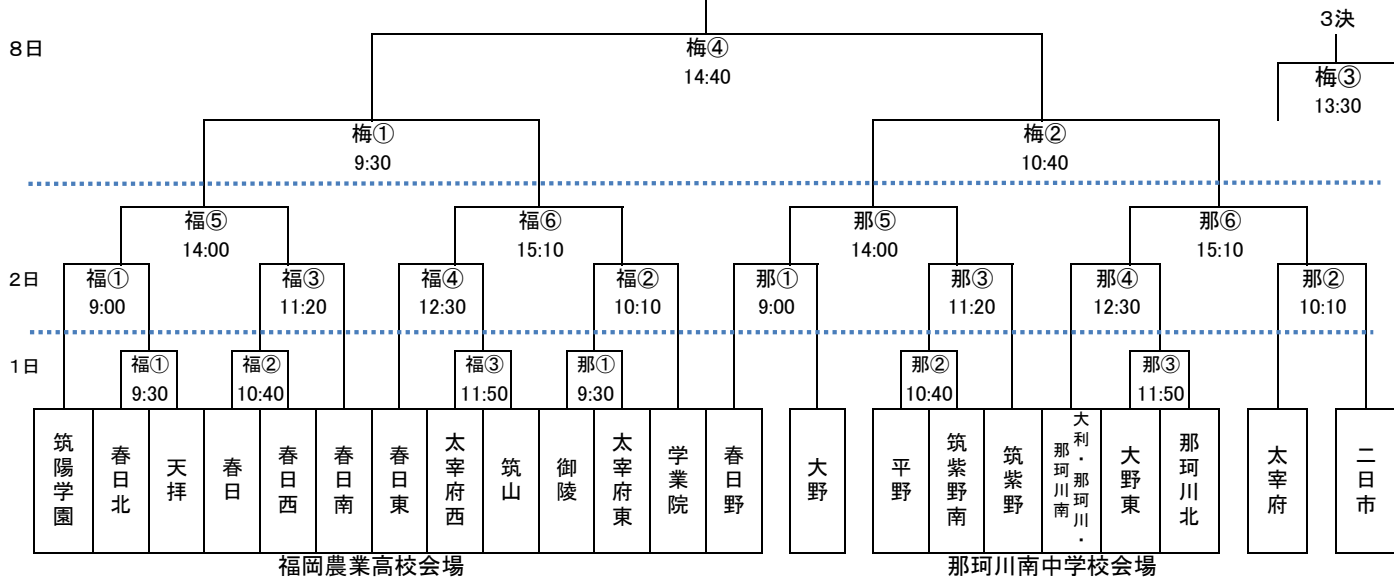 3決
8日
梅④
14:40
梅③
13:30
梅①
9:30
梅②
10:40
福⑤
14:00
福⑥
15:10
那⑤
14:00
那⑥
15:10
2日
福①
9:00
福③
11:20
福④
12:30
福②
10:10
那①
9:00
那③
11:20
那④
12:30
那②
10:10
1日
福①
9:30
福②
10:40
福③
11:50
那①
9:30
那②
10:40
那③
11:50
筑陽学園
春日北
天拝
春日
春日西
春日南
春日東
太宰府西
筑山
御陵
太宰府東
学業院
春日野
大野
平野
筑紫野南
筑紫野
大利・那珂川・
那珂川南
大野東
那珂川北
太宰府
二日市
福岡農業高校会場
那珂川南中学校会場